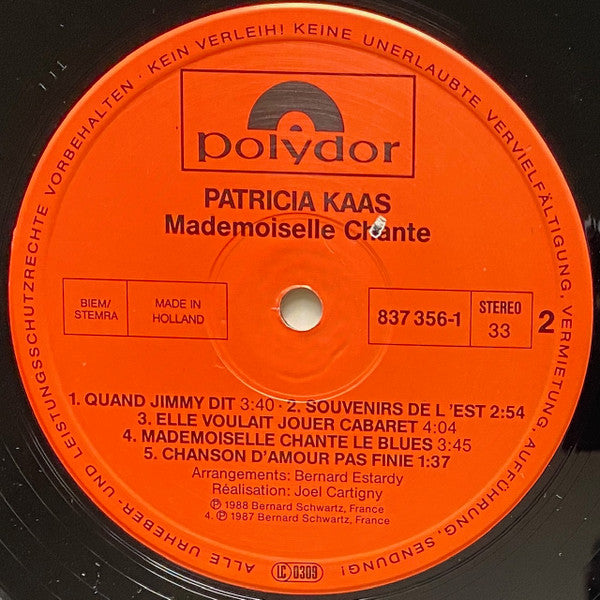 ALLE URHEBER- UND LEISTUNGSSCHUTZRECHTE VORBEHALTEN · KEIN VERLEIH! KEINE UNERLAUBTE VERVIELFÄLTIGUNG, VERMIETUNG, AUFFÜHRUNG, SENDUNG!
polydor
PATRICIA KAAS
Mademoiselle Chante
BIEM/
STEMRA
MADE IN
HOLLAND
837 356-1
STEREO
33
2
1. QUAND JIMMY DIT 3:40 · 2. SOUVENIRS DE L'EST 2:54
3. ELLE VOULAIT JOUER CABARET 4:04
4. MADEMOISELLE CHANTE LE BLUES 3:45
5. CHANSON D'AMOUR PAS FINIE 1:37
Arrangements: Bernard Estardy
Réalisation: Joel Cartigny
℗ 1988 Bernard Schwartz, France
4. ℗ 1987 Bernard Schwartz, France
LC 0309